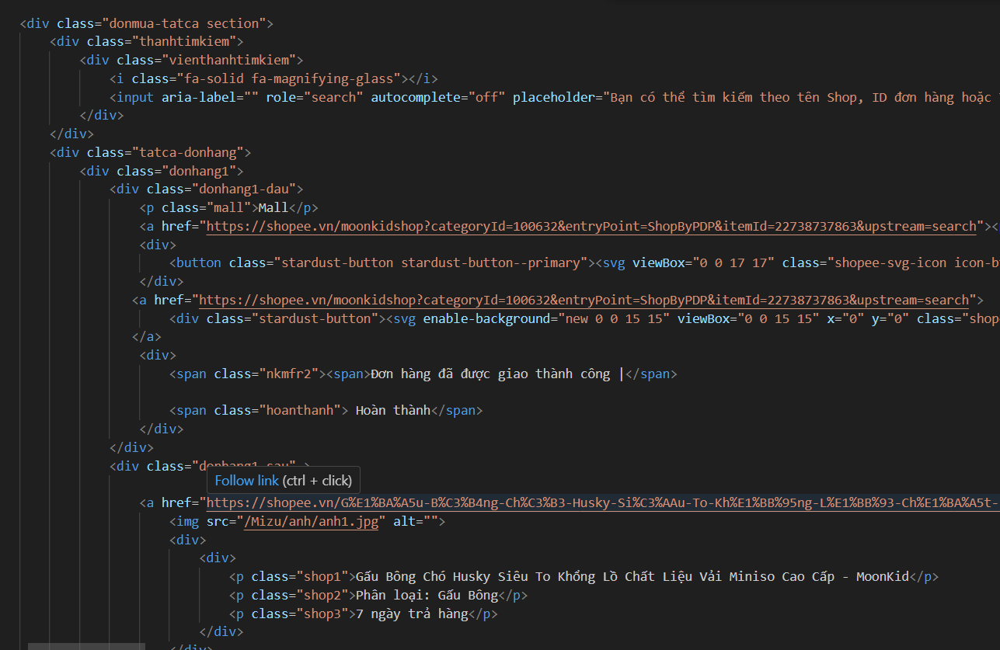 <div class="donmua-tatca section">
<div class="thanhtimkiem">
<div class="vienthanhtimkiem">
<i class="fa-solid fa-magnifying-glass"></i>
<input aria-label="" role="search" autocomplete="off" placeholder="Bạn có thể tìm kiếm theo tên Shop, ID đơn hàng hoặc
</div>
</div>
<div class="tatca-donhang">
<div class="donhang1">
<div class="donhang1-dau">
<p class="mall">Mall</p>
<a href="https://shopee.vn/moonkidshop?categoryId=100632&entryPoint=ShopByPDP&itemId=22738737863&upstream=search"><
<div>
<button class="stardust-button stardust-button--primary"><svg viewBox="0 0 17 17" class="shopee-svg-icon icon-b
</div>
<a href="https://shopee.vn/moonkidshop?categoryId=100632&entryPoint=ShopByPDP&itemId=22738737863&upstream=search">
<div class="stardust-button"><svg enable-background="new 0 0 15 15" viewBox="0 0 15 15" x="0" y="0" class="shop
</a>
<div>
<span class="nkmfr2"><span>Đơn hàng đã được giao thành công |</span>
<span class="hoanthanh"> Hoàn thành</span>
</div>
</div>
<div class="donhang1-sau" >
Follow link (ctrl + click)
<a href="https://shopee.vn/G%E1%BA%A5u-B%C3%B4ng-Ch%C3%B3-Husky-Si%C3%AAu-To-Kh%E1%BB%95ng-L%E1%BB%93-Ch%E1%BA%A5t-
<img src="/Mizu/anh/anh1.jpg" alt="">
<div>
<div>
<p class="shop1">Gấu Bông Chó Husky Siêu To Khổng Lồ Chất Liệu Vải Miniso Cao Cấp - MoonKid</p>
<p class="shop2">Phân loại: Gấu Bông</p>
<p class="shop3">7 ngày trả hàng</p>
</div>
</div>